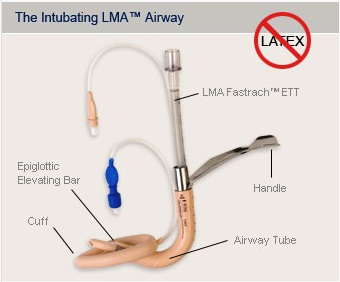 The Intubating LMA™ Airway
LATEX
LMA Fastrach™ ETT
Epiglottic
Elevating Bar
Handle
Cuff
Airway Tube